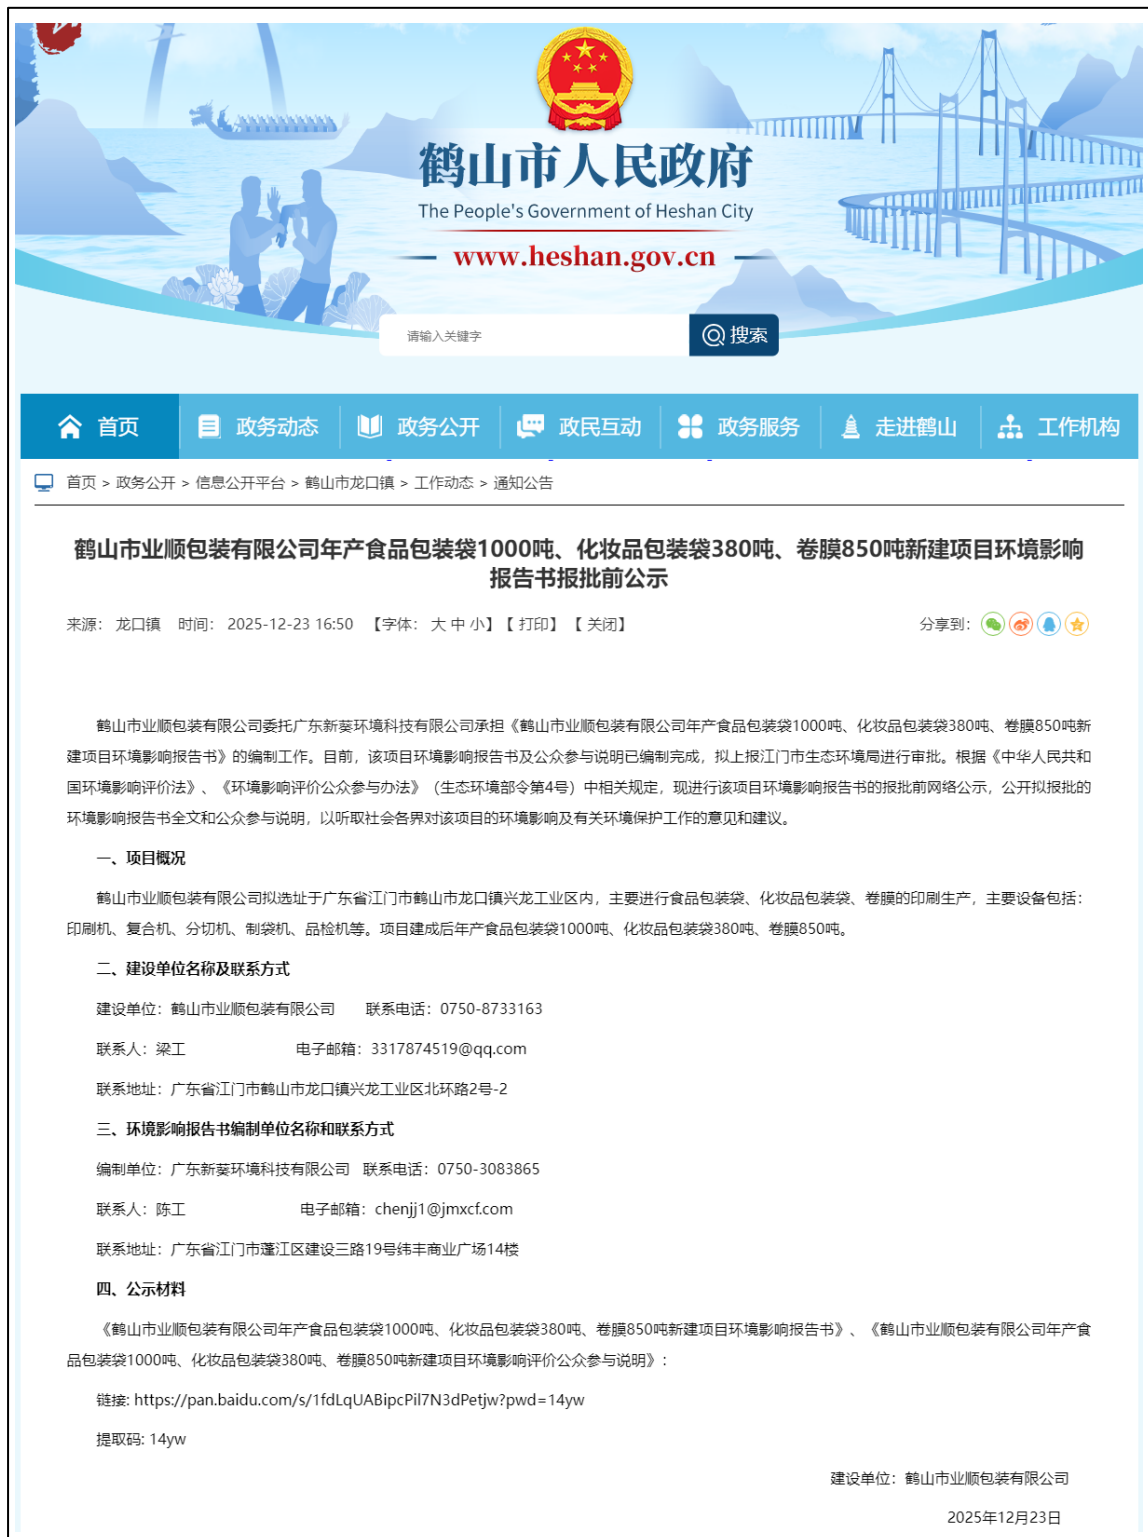 鹤山市人民政府
The People's Government of Heshan City
www.heshan.gov.cn
请输入关键字
搜索
首页 政务动态 政务公开 政民互动 政务服务 走进鹤山 工作机构
首页 > 政务公开 > 信息公开平台 > 鹤山市龙口镇 > 工作动态 > 通知公告
鹤山市业顺包装有限公司年产食品包装袋1000吨、化妆品包装袋380吨、卷膜850吨新建项目环境影响
报告书报批前公示
来源： 龙口镇 时间： 2025-12-23 16:50 【字体： 大 中 小】【 打印】 【 关闭】 分享到：
鹤山市业顺包装有限公司委托广东新葵环境科技有限公司承担《鹤山市业顺包装有限公司年产食品包装袋1000吨、化妆品包装袋380吨、卷膜850吨新
建项目环境影响报告书》的编制工作。目前，该项目环境影响报告书及公众参与说明已编制完成，拟上报江门市生态环境局进行审批。根据《中华人民共和
国环境影响评价法》、《环境影响评价公众参与办法》（生态环境部令第4号）中相关规定，现进行该项目环境影响报告书的报批前网络公示，公开拟报批的
环境影响报告书全文和公众参与说明，以听取社会各界对该项目的环境影响及有关环境保护工作的意见和建议。
一、项目概况
鹤山市业顺包装有限公司拟选址于广东省江门市鹤山市龙口镇兴龙工业区内，主要进行食品包装袋、化妆品包装袋、卷膜的印刷生产，主要设备包括：
印刷机、复合机、分切机、制袋机、品检机等。项目建成后年产食品包装袋1000吨、化妆品包装袋380吨、卷膜850吨。
二、建设单位名称及联系方式
建设单位：鹤山市业顺包装有限公司 联系电话：0750-8733163
联系人：梁工 电子邮箱：3317874519@qq.com
联系地址：广东省江门市鹤山市龙口镇兴龙工业区北环路2号-2
三、环境影响报告书编制单位名称和联系方式
编制单位：广东新葵环境科技有限公司 联系电话：0750-3083865
联系人：陈工 电子邮箱：chenjj1@jmxcf.com
联系地址：广东省江门市蓬江区建设三路19号纬丰商业广场14楼
四、公示材料
《鹤山市业顺包装有限公司年产食品包装袋1000吨、化妆品包装袋380吨、卷膜850吨新建项目环境影响报告书》、《鹤山市业顺包装有限公司年产食
品包装袋1000吨、化妆品包装袋380吨、卷膜850吨新建项目环境影响评价公众参与说明》：
链接: https://pan.baidu.com/s/1fdLqUABipcPil7N3dPetjw?pwd=14yw
提取码: 14yw
建设单位：鹤山市业顺包装有限公司
2025年12月23日